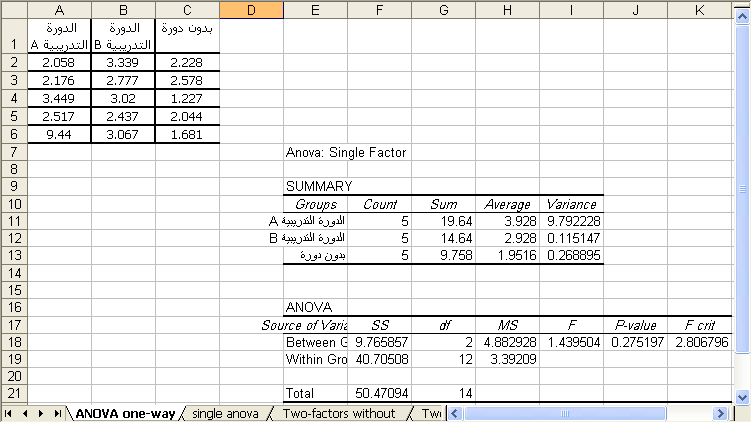 A B C D E F G H I J K
1 الدورة التدريبية A الدورة التدريبية B بدون دورة
2 2.058 3.339 2.228
3 2.176 2.777 2.578
4 3.449 3.02 1.227
5 2.517 2.437 2.044
6 9.44 3.067 1.681
7 Anova: Single Factor
8
9 SUMMARY
10 Groups Count Sum Average Variance
11 الدورة التدريبية A 5 19.64 3.928 9.792228
12 الدورة التدريبية B 5 14.64 2.928 0.115147
13 بدون دورة 5 9.758 1.9516 0.268895
14
15
16 ANOVA
17 Source of Varia SS df MS F P-value F crit
18 Between G 9.765857 2 4.882928 1.439504 0.275197 2.806796
19 Within Gro 40.70508 12 3.39209
20
21 Total 50.47094 14
ANOVA one-way single anova Two-factors without Tw